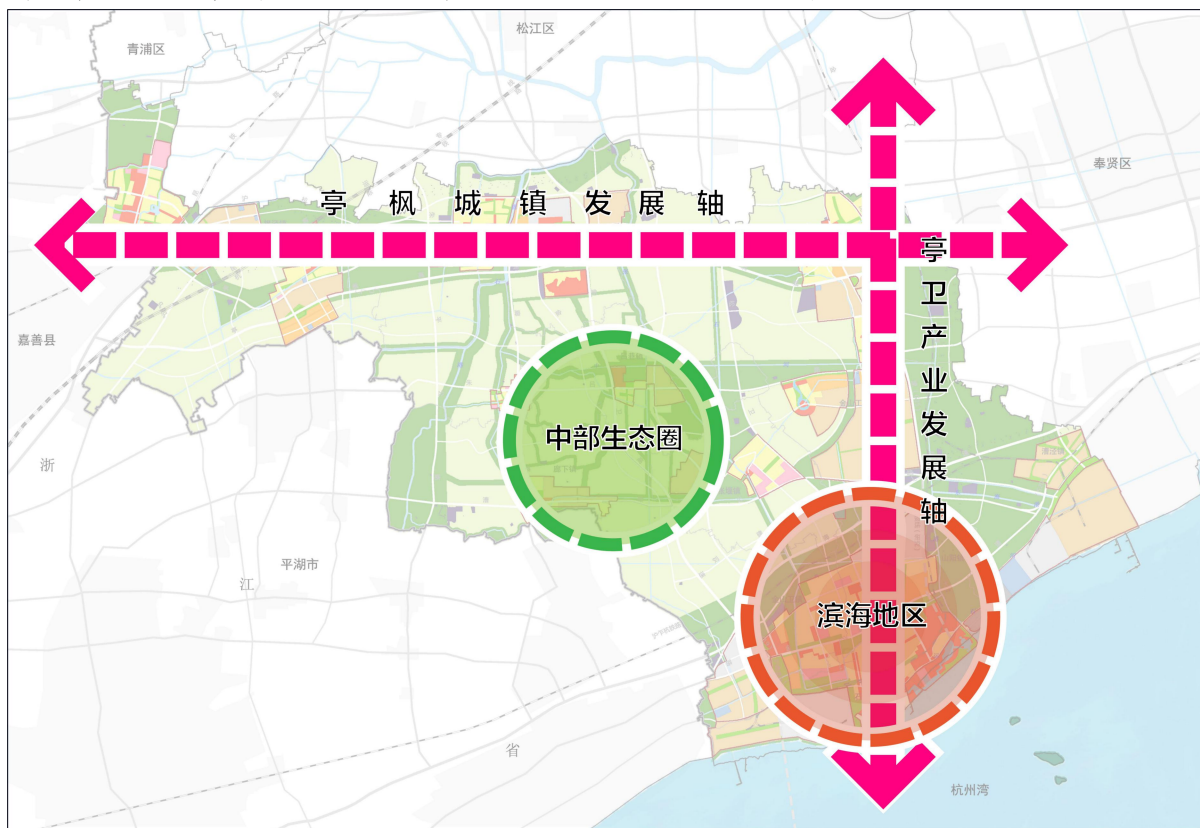 松江区
青浦区
奉贤区
亭枫城镇发展轴
亭卫产业发展轴
嘉善县
中部生态圈
浙
江
平湖市
滨海地区
省
杭州湾